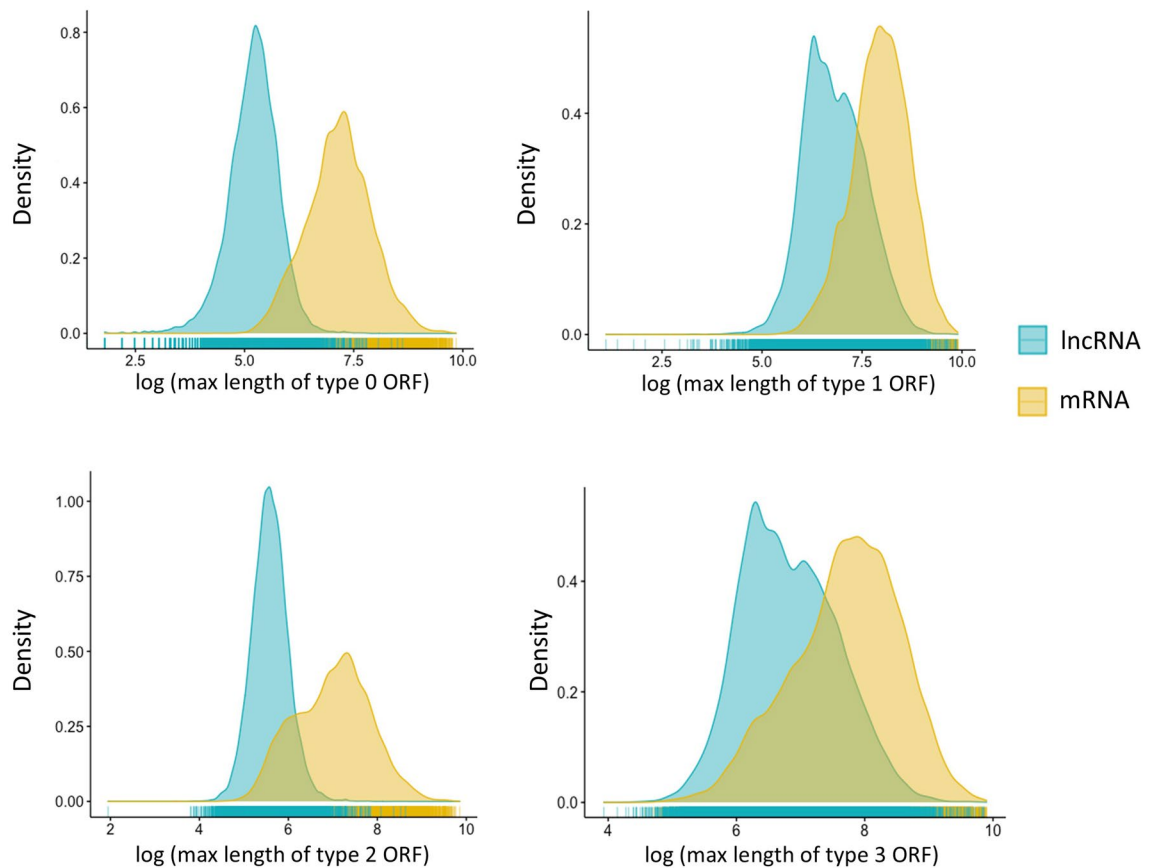 0.8
0.6
0.4
0.2
0.0
Density
2.5 5.0 7.5 10.0
log (max length of type 0 ORF)
0.4
0.2
0.0
Density
2.5 5.0 7.5 10.0
log (max length of type 1 ORF)
lncRNA
mRNA
1.00
0.75
0.50
0.25
0.00
Density
2 4 6 8 10
log (max length of type 2 ORF)
0.4
0.2
0.0
Density
4 6 8 10
log (max length of type 3 ORF)